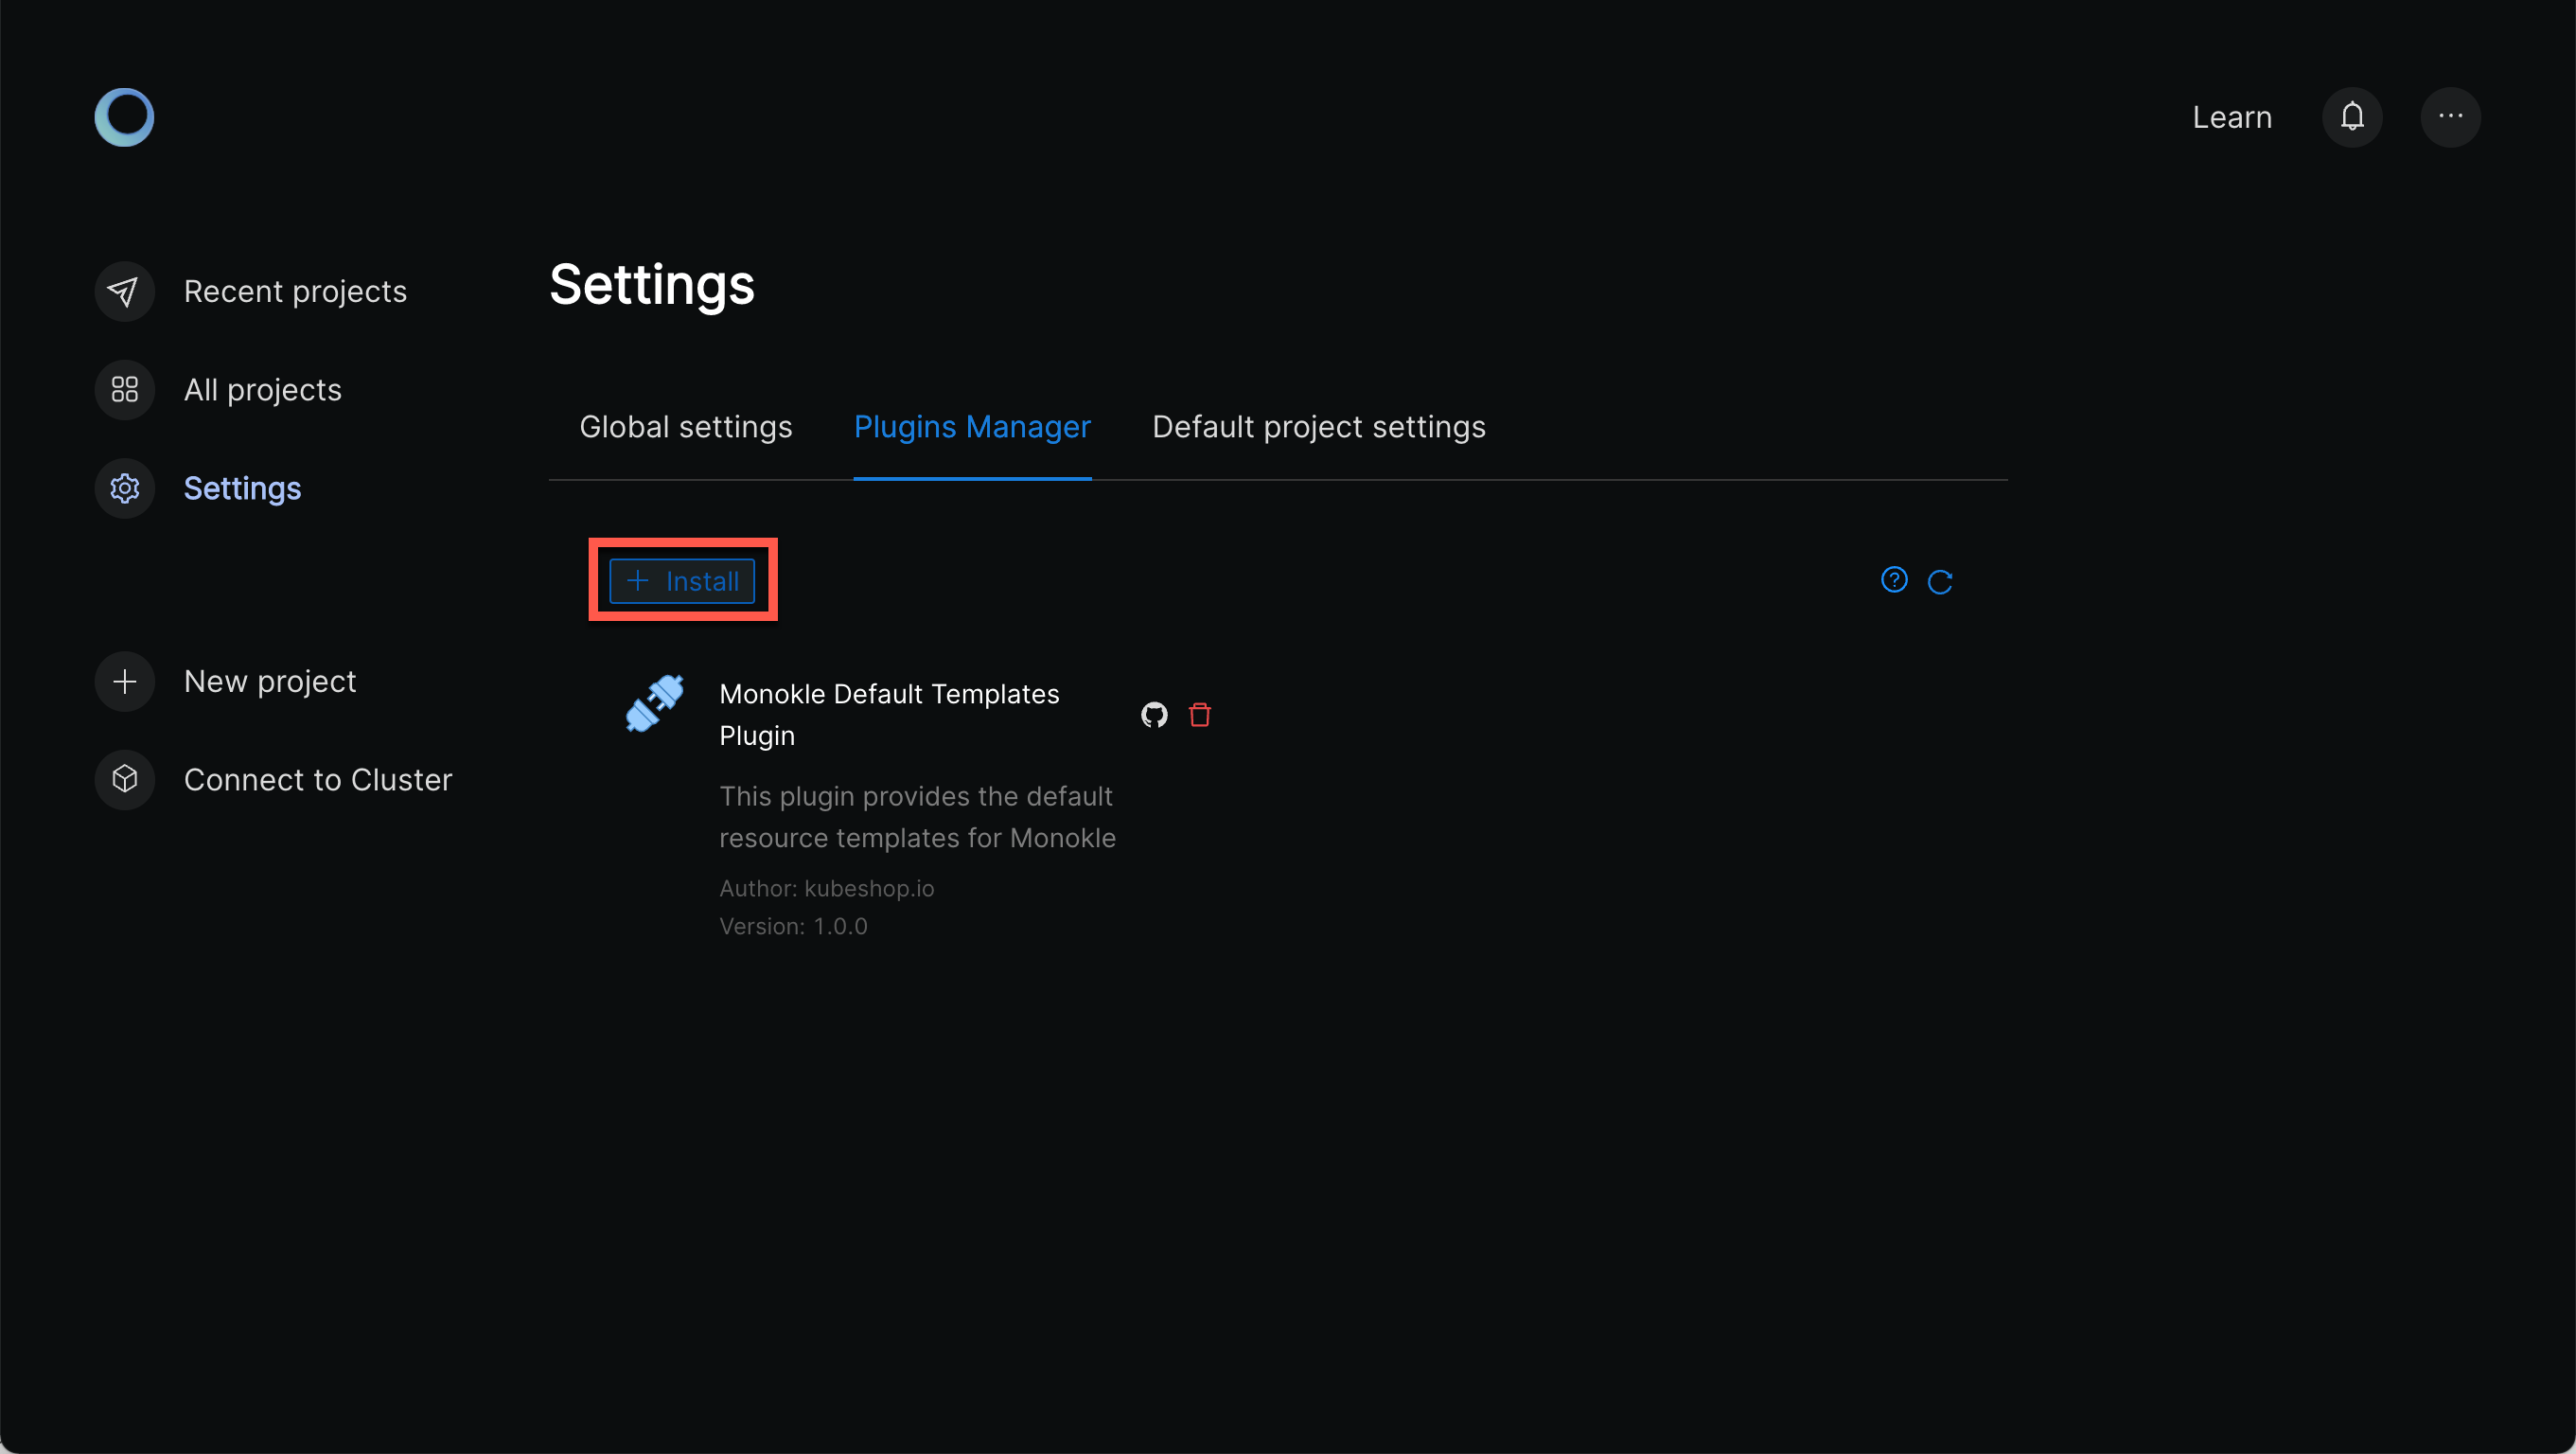 Learn
Recent projects
All projects
Settings
New project
Connect to Cluster
Settings
Global settings
Plugins Manager
Default project settings
Install
Monokle Default Templates
Plugin
This plugin provides the default
resource templates for Monokle
Author: kubeshop.io
Version: 1.0.0